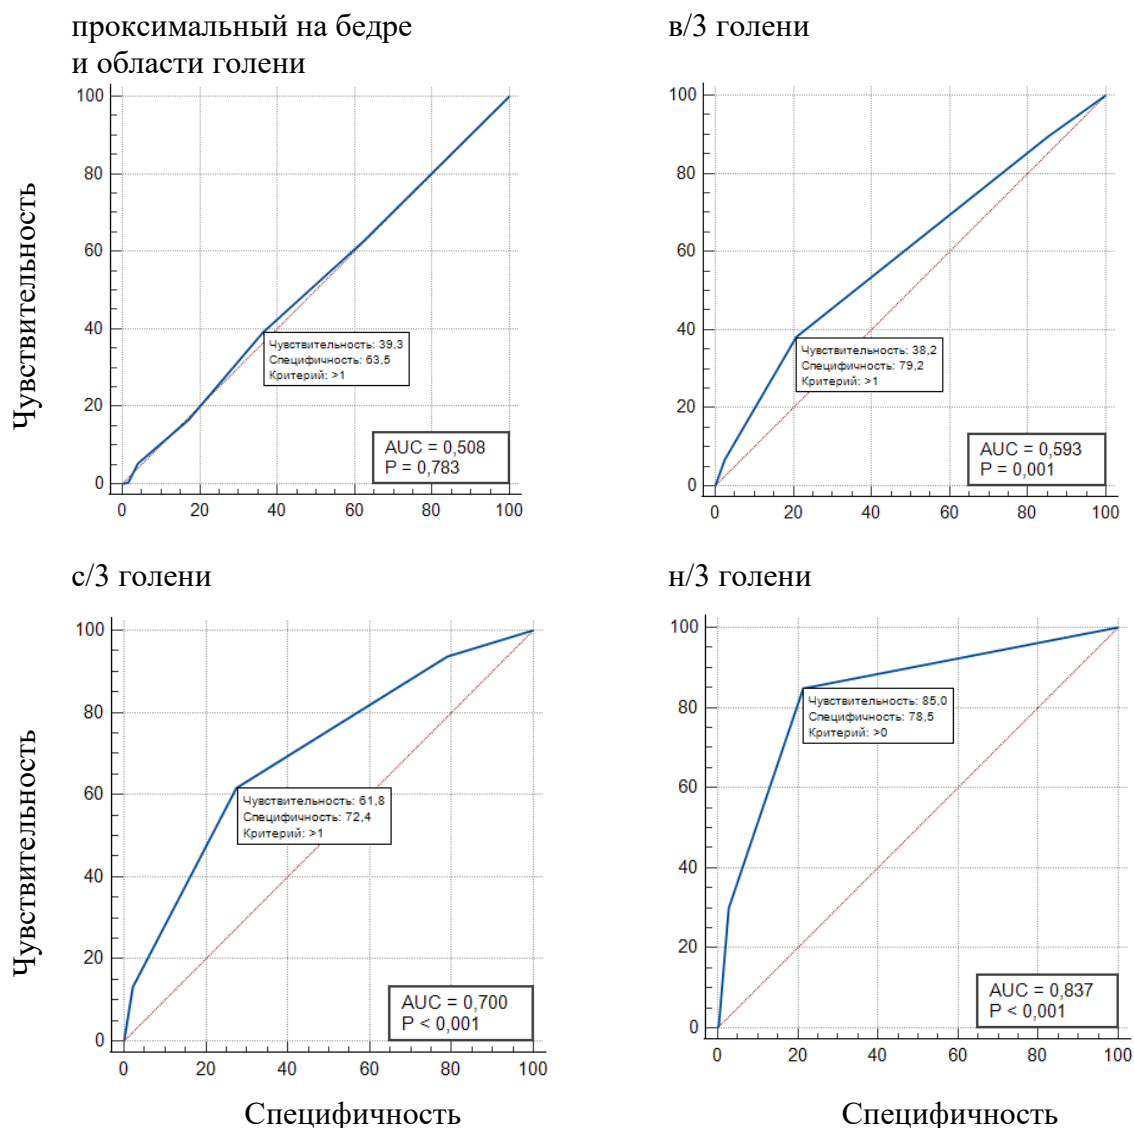 проксимальный на бедре
и области голени
Чувствительность
100
80
60
40
20
0
0 20 40 60 80 100
Чувствительность: 39,3
Специфичность: 63,5
Критерий: >1
AUC = 0,508
P = 0,783
в/3 голени
100
80
60
40
20
0
0 20 40 60 80 100
Чувствительность: 38,2
Специфичность: 79,2
Критерий: >1
AUC = 0,593
P = 0,001
с/3 голени
Чувствительность
100
80
60
40
20
0
0 20 40 60 80 100
Чувствительность: 61,8
Специфичность: 72,4
Критерий: >1
AUC = 0,700
P < 0,001
Специфичность
н/3 голени
100
80
60
40
20
0
0 20 40 60 80 100
Чувствительность: 85,0
Специфичность: 78,5
Критерий: >0
AUC = 0,837
P < 0,001
Специфичность